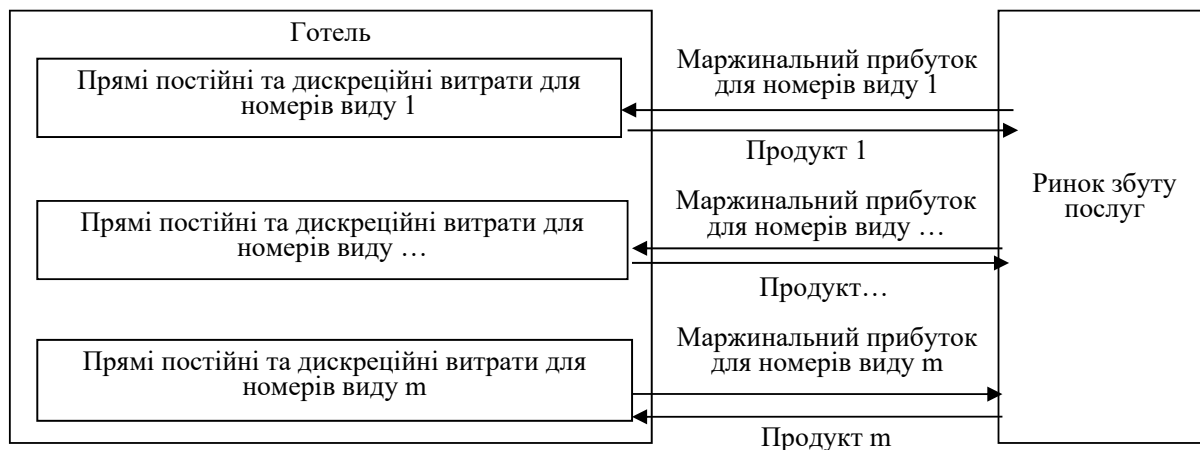 Готель
Прямі постійні та дискреційні витрати для
номерів виду 1
Маржинальний прибуток
для номерів виду 1
Продукт 1
Прямі постійні та дискреційні витрати для
номерів виду …
Маржинальний прибуток
для номерів виду …
Продукт…
Прямі постійні та дискреційні витрати для
номерів виду m
Маржинальний прибуток
для номерів виду m
Продукт m
Ринок збуту
послуг